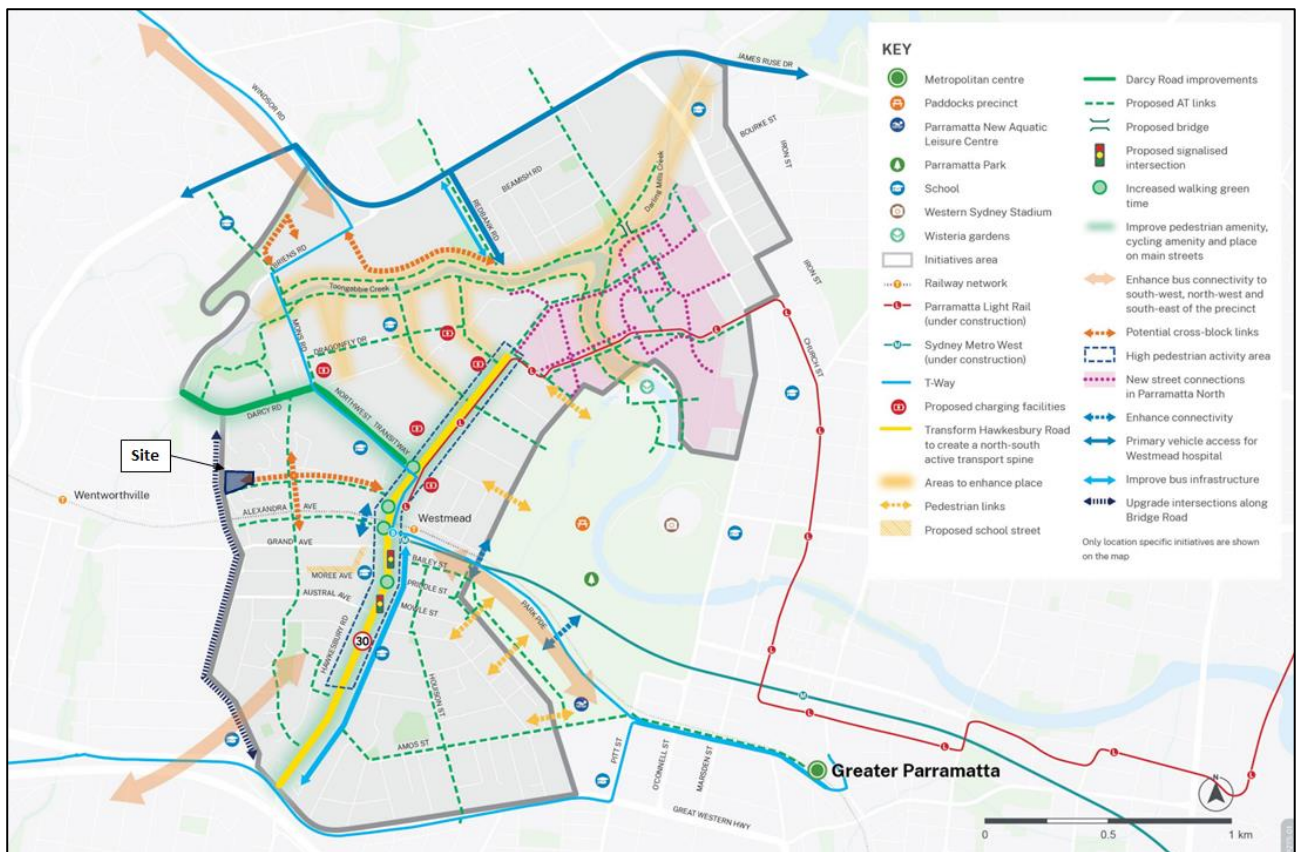 JAMES RUSE DR
WINDSOR RD
BOURKE ST
IRON ST
BEAMISH RD
REDBANK RD
Darling Mills Creek
BRIENS RD
Toongabbie Creek
IRON ST
MONS RD
DRAGONFLY DR
CHURCH ST
DARCY RD
NORTHWEST TRANSITWAY
Site
Wentworthville
ALEXANDRA AVE
Westmead
GRAND AVE
BAILEY ST
MOREE AVE
PRIDDLE ST
AUSTRAL AVE
MOULE ST
PARK PDE
HAWKESBURY RD
30
HOUISON ST
AMOS ST
PITT ST
O'CONNELL ST
MARSDEN ST
Greater Parramatta
GREAT WESTERN HWY
N
0 0.5 1 km
KEY
Metropolitan centre
Paddocks precinct
Parramatta New Aquatic
Leisure Centre
Parramatta Park
School
Western Sydney Stadium
Wisteria gardens
Initiatives area
Railway network
Parramatta Light Rail
(under construction)
Sydney Metro West
(under construction)
T-Way
Proposed charging facilities
Transform Hawkesbury Road
to create a north-south
active transport spine
Areas to enhance place
Pedestrian links
Proposed school street
Darcy Road improvements
Proposed AT links
Proposed bridge
Proposed signalised
intersection
Increased walking green
time
Improve pedestrian amenity,
cycling amenity and place
on main streets
Enhance bus connectivity to
south-west, north-west and
south-east of the precinct
Potential cross-block links
High pedestrian activity area
New street connections
in Parramatta North
Enhance connectivity
Primary vehicle access for
Westmead hospital
Improve bus infrastructure
Upgrade intersections along
Bridge Road
Only location specific initiatives are shown
on the map